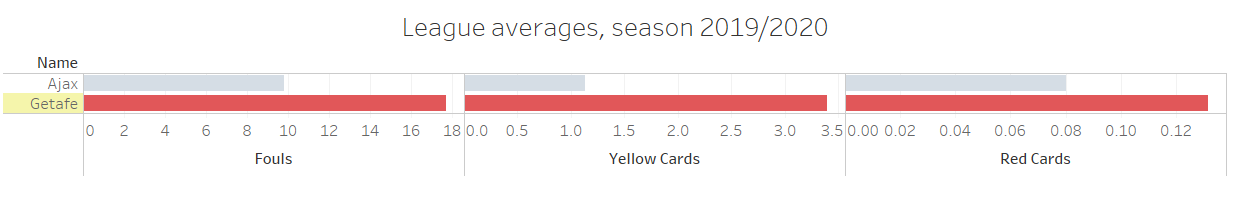 League averages, season 2019/2020
Name
Ajax
Getafe
0 2 4 6 8 10 12 14 16 18 0.0 0.5 1.0 1.5 2.0 2.5 3.0 3.5 0.00 0.02 0.04 0.06 0.08 0.10 0.12
Fouls Yellow Cards Red Cards